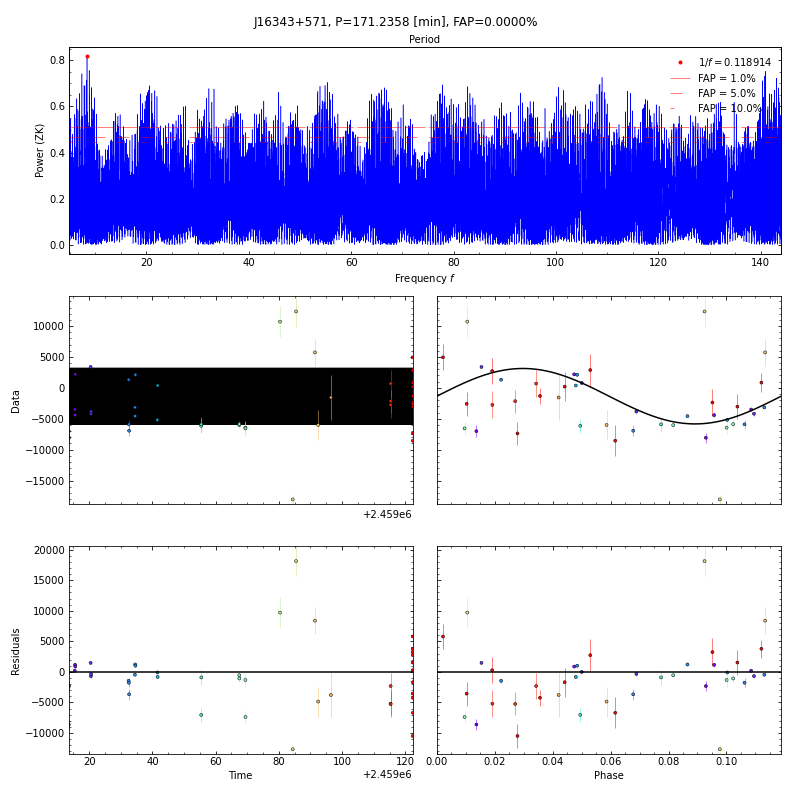 J16343+571, P=171.2358 [min], FAP=0.0000%
Period
Power (ZK)
0.8
0.6
0.4
0.2
0.0
1/f = 0.118914
FAP = 1.0%
FAP = 5.0%
FAP = 10.0%
20 40 60 80 100 120 140
Frequency f
Data
10000
5000
0
−5000
−10000
−15000
+2.459e6
Residuals
20000
15000
10000
5000
0
−5000
−10000
20 40 60 80 100 120
Time
+2.459e6
0.00 0.02 0.04 0.06 0.08 0.10
Phase